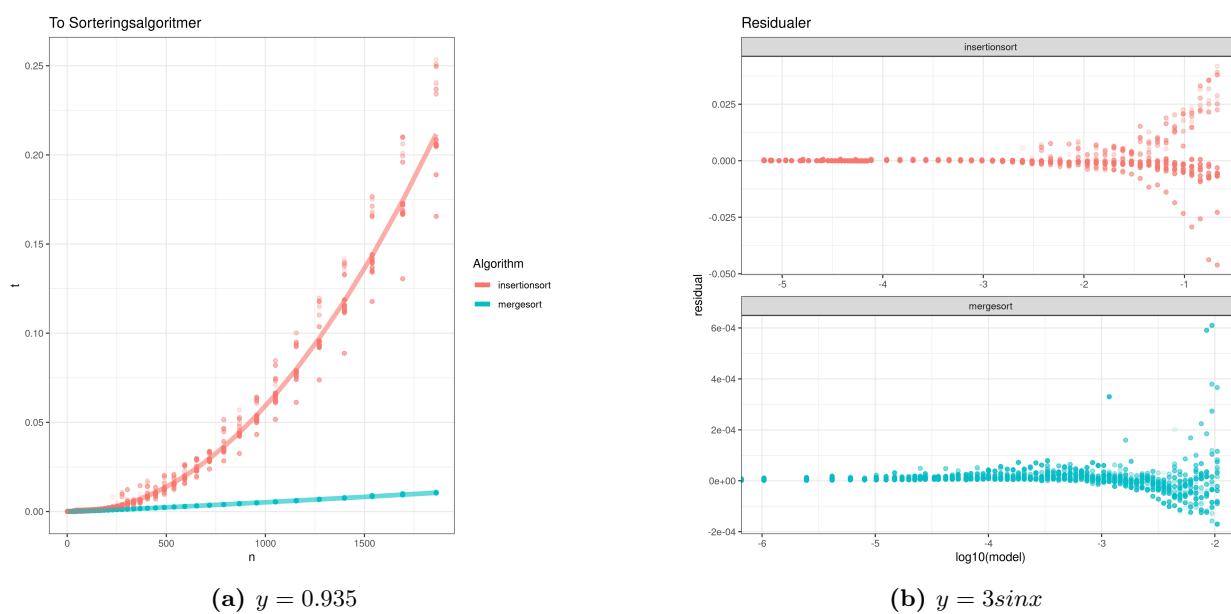 To Sorteringsalgoritmer
0.25
0.20
0.15
0.10
0.05
0.00
t
0
500
1000
1500
n
Algorithm
insertionsort
mergesort
(a) y = 0.935
Residualer
insertionsort
0.025
0.000
-0.025
-0.050
-5
-4
-3
-2
-1
residual
mergesort
6e-04
4e-04
2e-04
0e+00
-2e-04
-6
-5
-4
-3
-2
log10(model)
(b) y = 3sinx